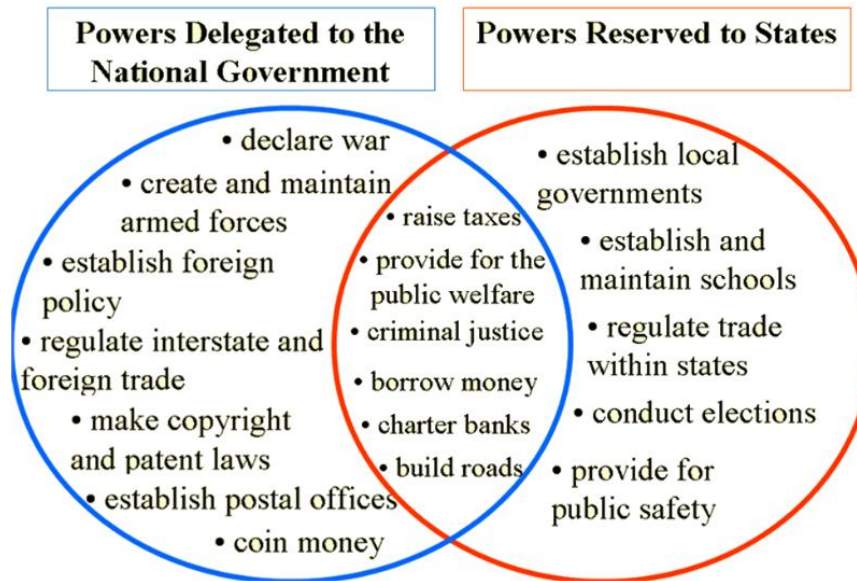 Powers Delegated to the
National Government
Powers Reserved to States
• declare war
• create and maintain
armed forces
• establish foreign
policy
• regulate interstate and
foreign trade
• make copyright
and patent laws
• establish postal offices
• coin money
• raise taxes
• provide for the
public welfare
• criminal justice
• borrow money
• charter banks
• build roads
• establish local
governments
• establish and
maintain schools
• regulate trade
within states
• conduct elections
• provide for
public safety